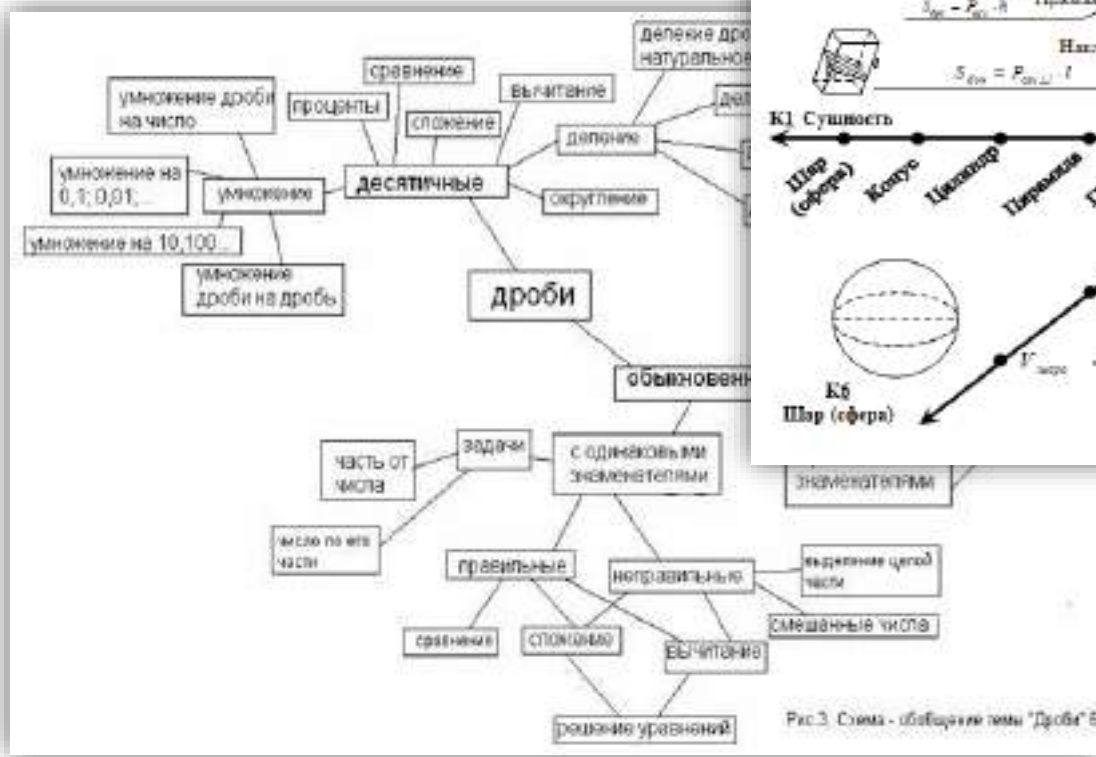 деление
натуральное
сравнение
вычитание
умножение дроби
на число
проценты
сложение
деление
умножение на
0,1; 0,01;...
умножение
десятичные
округление
умножение на 10,100...
умножение
дроби на дробь
дроби
задачи
с одинаковыми
знаменателями
часть от
числа
знаменателями
число по его
части
правильные
неправильные
выделение целой
части
сравнение
сложение
вычитание
смешанные числа
решение уравнений
Рис.3. Схема - обобщение темы "Дроби"
К1 Сущность
Шар
(сфера)
Конус
Цилиндр
Пирамида
К6
Шар (сфера)